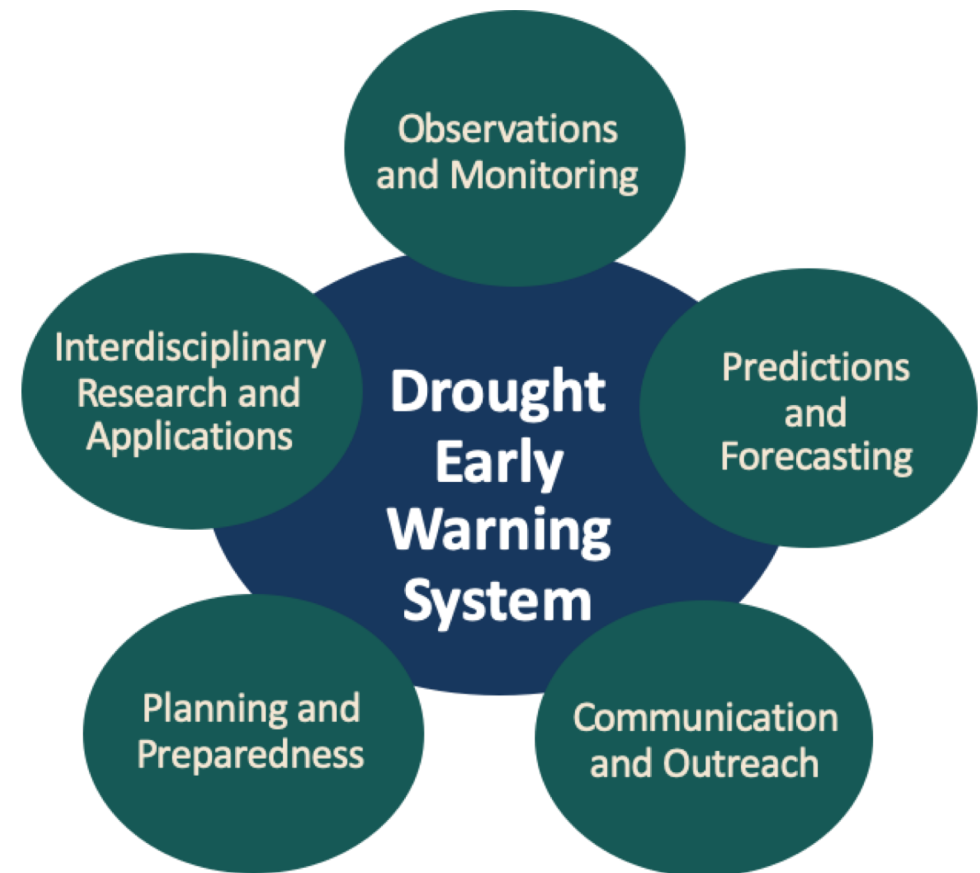 Observations
and Monitoring
Interdisciplinary
Research and
Applications
Predictions
and
Forecasting
Drought
Early
Warning
System
Planning and
Preparedness
Communication
and Outreach